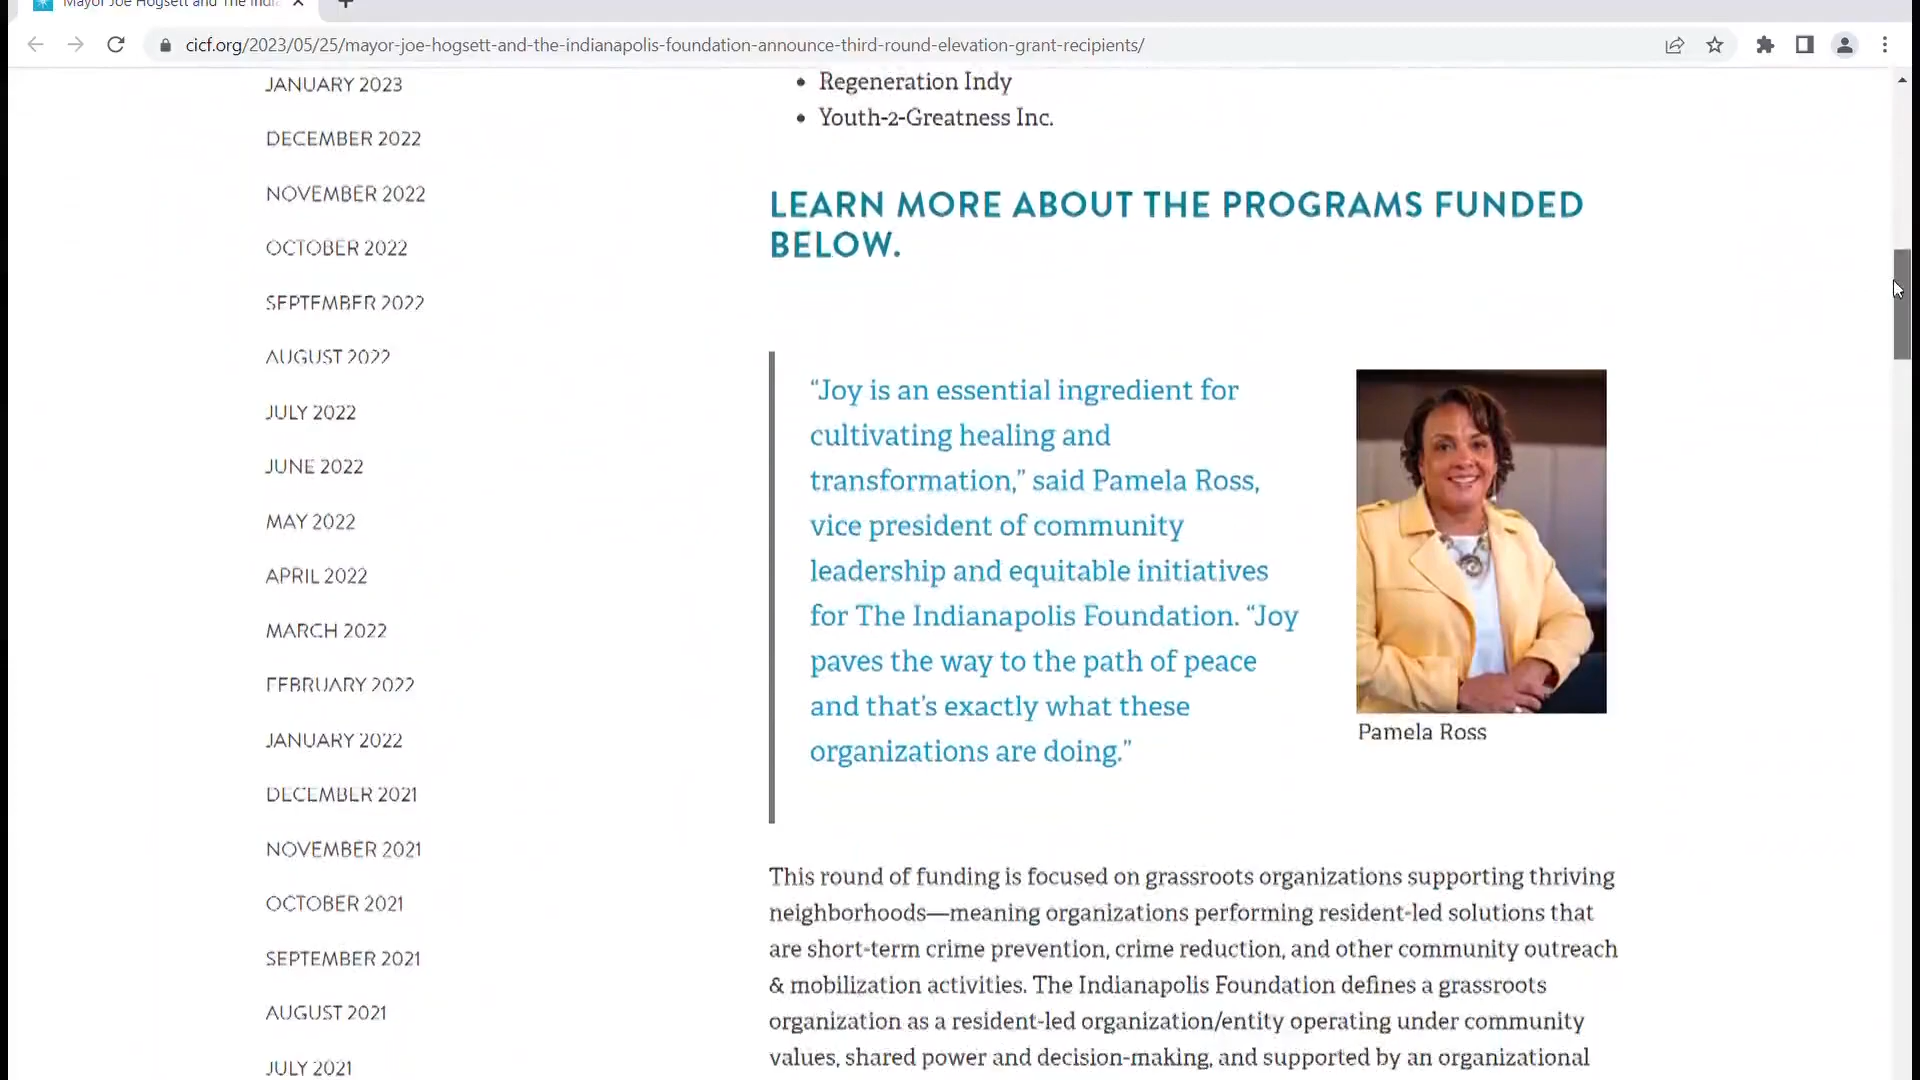 Mayor Joe Hogsett and The India
cicf.org/2023/05/25/mayor-joe-hogsett-and-the-indianapolis-foundation-announce-third-round-elevation-grant-recipients/
JANUARY 2023
DECEMBER 2022
NOVEMBER 2022
OCTOBER 2022
SEPTEMBER 2022
AUGUST 2022
JULY 2022
JUNE 2022
MAY 2022
APRIL 2022
MARCH 2022
FEBRUARY 2022
JANUARY 2022
DECEMBER 2021
NOVEMBER 2021
OCTOBER 2021
SEPTEMBER 2021
AUGUST 2021
JULY 2021
• Regeneration Indy
• Youth-2-Greatness Inc.
LEARN MORE ABOUT THE PROGRAMS FUNDED
BELOW.
“Joy is an essential ingredient for
cultivating healing and
transformation,” said Pamela Ross,
vice president of community
leadership and equitable initiatives
for The Indianapolis Foundation. “Joy
paves the way to the path of peace
and that’s exactly what these
organizations are doing.”
Pamela Ross
This round of funding is focused on grassroots organizations supporting thriving
neighborhoods—meaning organizations performing resident-led solutions that
are short-term crime prevention, crime reduction, and other community outreach
& mobilization activities. The Indianapolis Foundation defines a grassroots
organization as a resident-led organization/entity operating under community
values, shared power and decision-making, and supported by an organizational